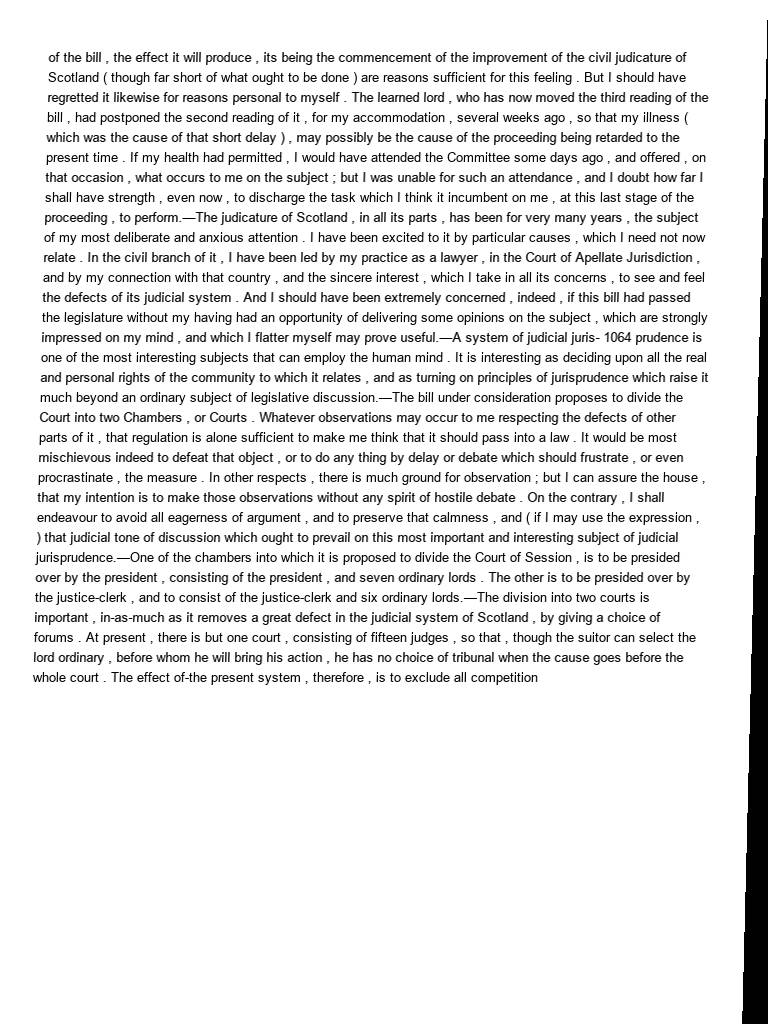 of the bill , the effect it will produce , its being the commencement of the improvement of the civil judicature of
Scotland ( though far short of what ought to be done ) are reasons sufficient for this feeling . But I should have
regretted it likewise for reasons personal to myself . The learned lord , who has now moved the third reading of the
bill , had postponed the second reading of it , for my accommodation , several weeks ago , so that my illness (
which was the cause of that short delay ) , may possibly be the cause of the proceeding being retarded to the
present time . If my health had permitted , I would have attended the Committee some days ago , and offered , on
that occasion , what occurs to me on the subject ; but I was unable for such an attendance , and I doubt how far I
shall have strength , even now , to discharge the task which I think it incumbent on me , at this last stage of the
proceeding , to perform.—The judicature of Scotland , in all its parts , has been for very many years , the subject
of my most deliberate and anxious attention . I have been excited to it by particular causes , which I need not now
relate . In the civil branch of it , I have been led by my practice as a lawyer , in the Court of Apellate Jurisdiction ,
and by my connection with that country , and the sincere interest , which I take in all its concerns , to see and feel
the defects of its judicial system . And I should have been extremely concerned , indeed , if this bill had passed
the legislature without my having had an opportunity of delivering some opinions on the subject , which are strongly
impressed on my mind , and which I flatter myself may prove useful.—A system of judicial juris- 1064 prudence is
one of the most interesting subjects that can employ the human mind . It is interesting as deciding upon all the real
and personal rights of the community to which it relates , and as turning on principles of jurisprudence which raise it
much beyond an ordinary subject of legislative discussion.—The bill under consideration proposes to divide the
Court into two Chambers , or Courts . Whatever observations may occur to me respecting the defects of other
parts of it , that regulation is alone sufficient to make me think that it should pass into a law . It would be most
mischievous indeed to defeat that object , or to do any thing by delay or debate which should frustrate , or even
procrastinate , the measure . In other respects , there is much ground for observation ; but I can assure the house ,
that my intention is to make those observations without any spirit of hostile debate . On the contrary , I shall
endeavour to avoid all eagerness of argument , and to preserve that calmness , and ( if I may use the expression ,
) that judicial tone of discussion which ought to prevail on this most important and interesting subject of judicial
jurisprudence.—One of the chambers into which it is proposed to divide the Court of Session , is to be presided
over by the president , consisting of the president , and seven ordinary lords . The other is to be presided over by
the justice-clerk , and to consist of the justice-clerk and six ordinary lords.—The division into two courts is
important , in-as-much as it removes a great defect in the judicial system of Scotland , by giving a choice of
forums . At present , there is but one court , consisting of fifteen judges , so that , though the suitor can select the
lord ordinary , before whom he will bring his action , he has no choice of tribunal when the cause goes before the
whole court . The effect of-the present system , therefore , is to exclude all competition